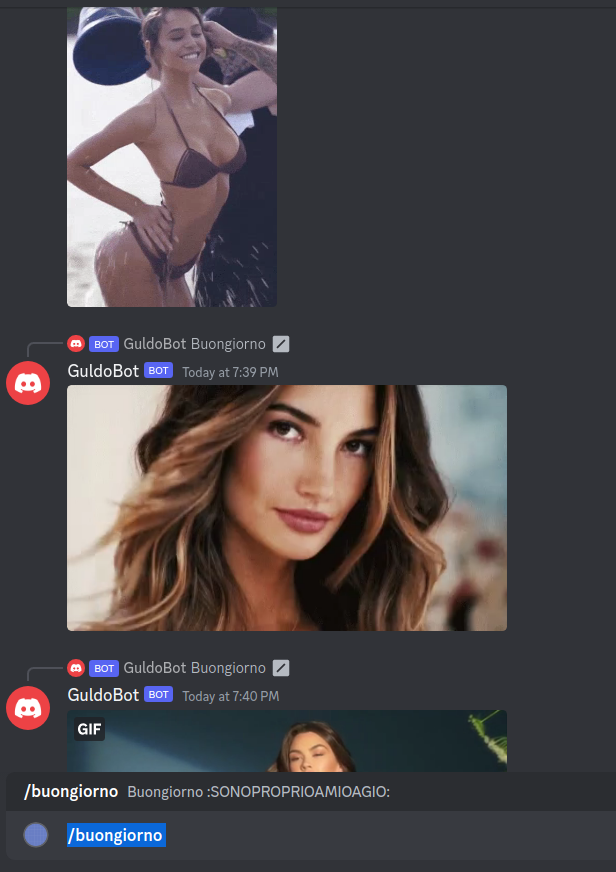 BOT GuldoBot Buongiorno
GuldoBot BOT Today at 7:39 PM
BOT GuldoBot Buongiorno
GuldoBot BOT Today at 7:40 PM
GIF
/buongiorno Buongiorno :SONOPROPRIOAMIOAGIO:
/buongiorno